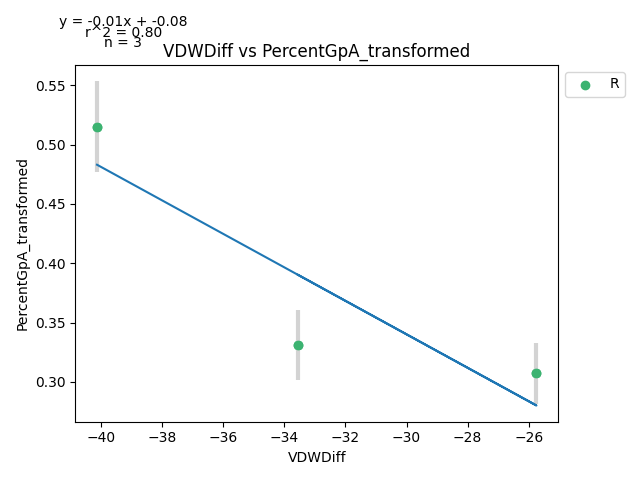 y = -0.01x + -0.08
r^2 = 0.80
n = 3
VDWDiff vs PercentGpA_transformed
R
PercentGpA_transformed
0.55
0.50
0.45
0.40
0.35
0.30
−40
−38
−36
−34
−32
−30
−28
−26
VDWDiff